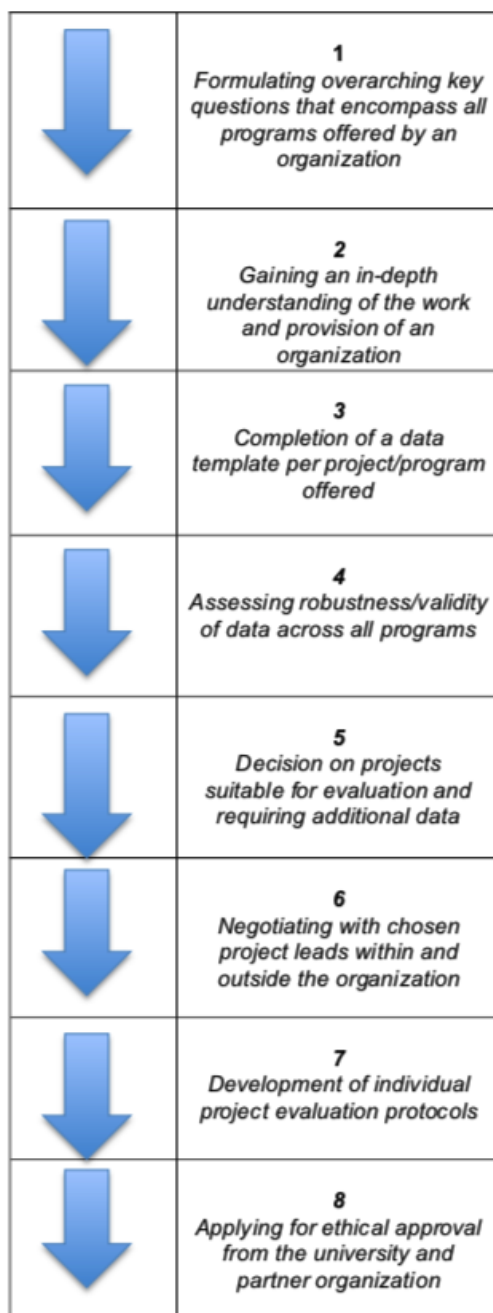 1
Formulating overarching key
questions that encompass all
programs offered by an
organization
2
Gaining an in-depth
understanding of the work
and provision of an
organization
3
Completion of a data
template per project/program
offered
4
Assessing robustness/validity
of data across all programs
5
Decision on projects
suitable for evaluation and
requiring additional data
6
Negotiating with chosen
project leads within and
outside the organization
7
Development of individual
project evaluation protocols
8
Applying for ethical approval
from the university and
partner organization